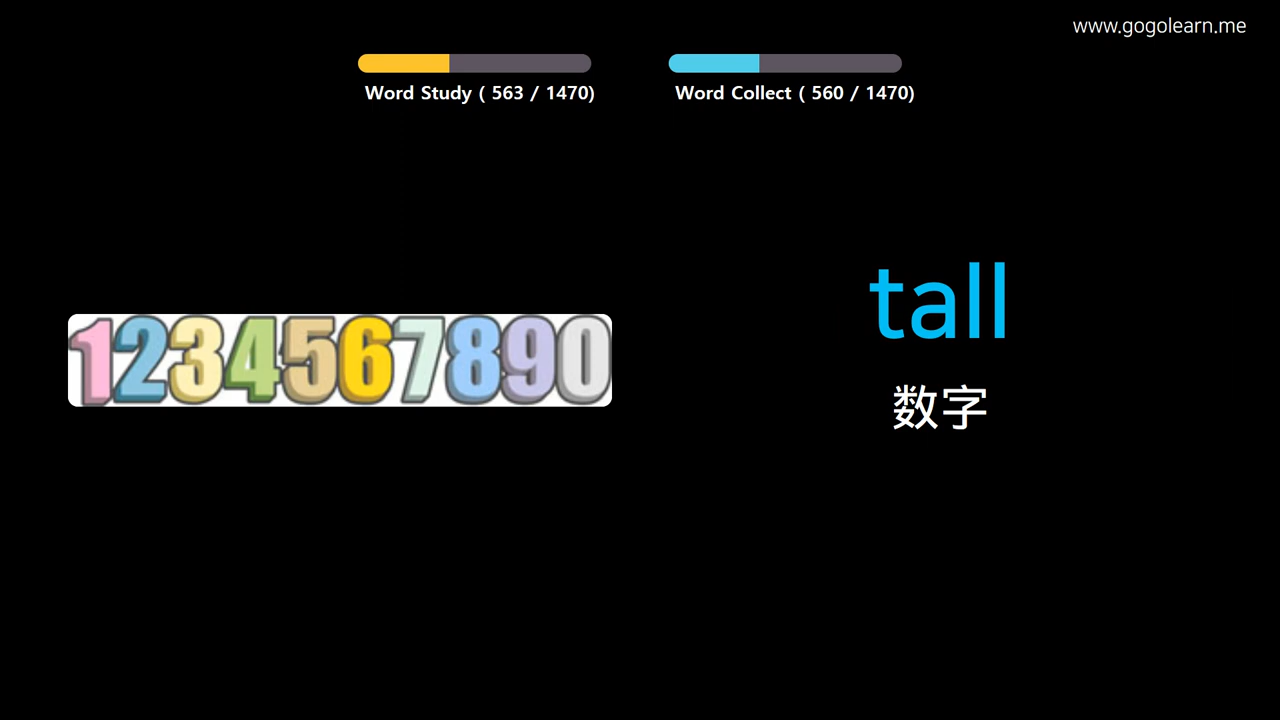 www.gogolearn.me
Word Study ( 563 / 1470)
Word Collect ( 560 / 1470)
1234567890
tall
数字